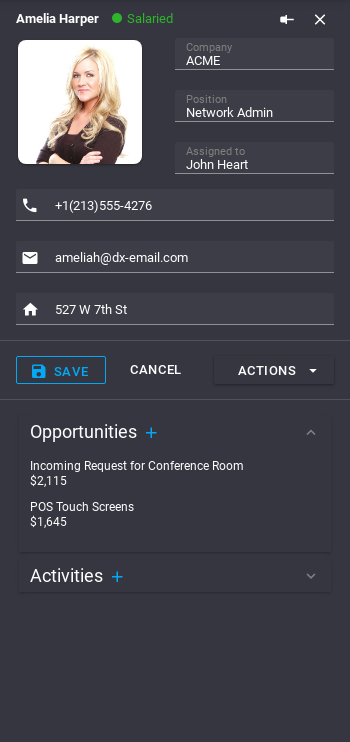 Amelia Harper Salaried
Company
ACME
Position
Network Admin
Assigned to
John Heart
+1(213)555-4276
ameliah@dx-email.com
527 W 7th St
SAVE CANCEL ACTIONS
Opportunities +
Incoming Request for Conference Room
$2,115
POS Touch Screens
$1,645
Activities +